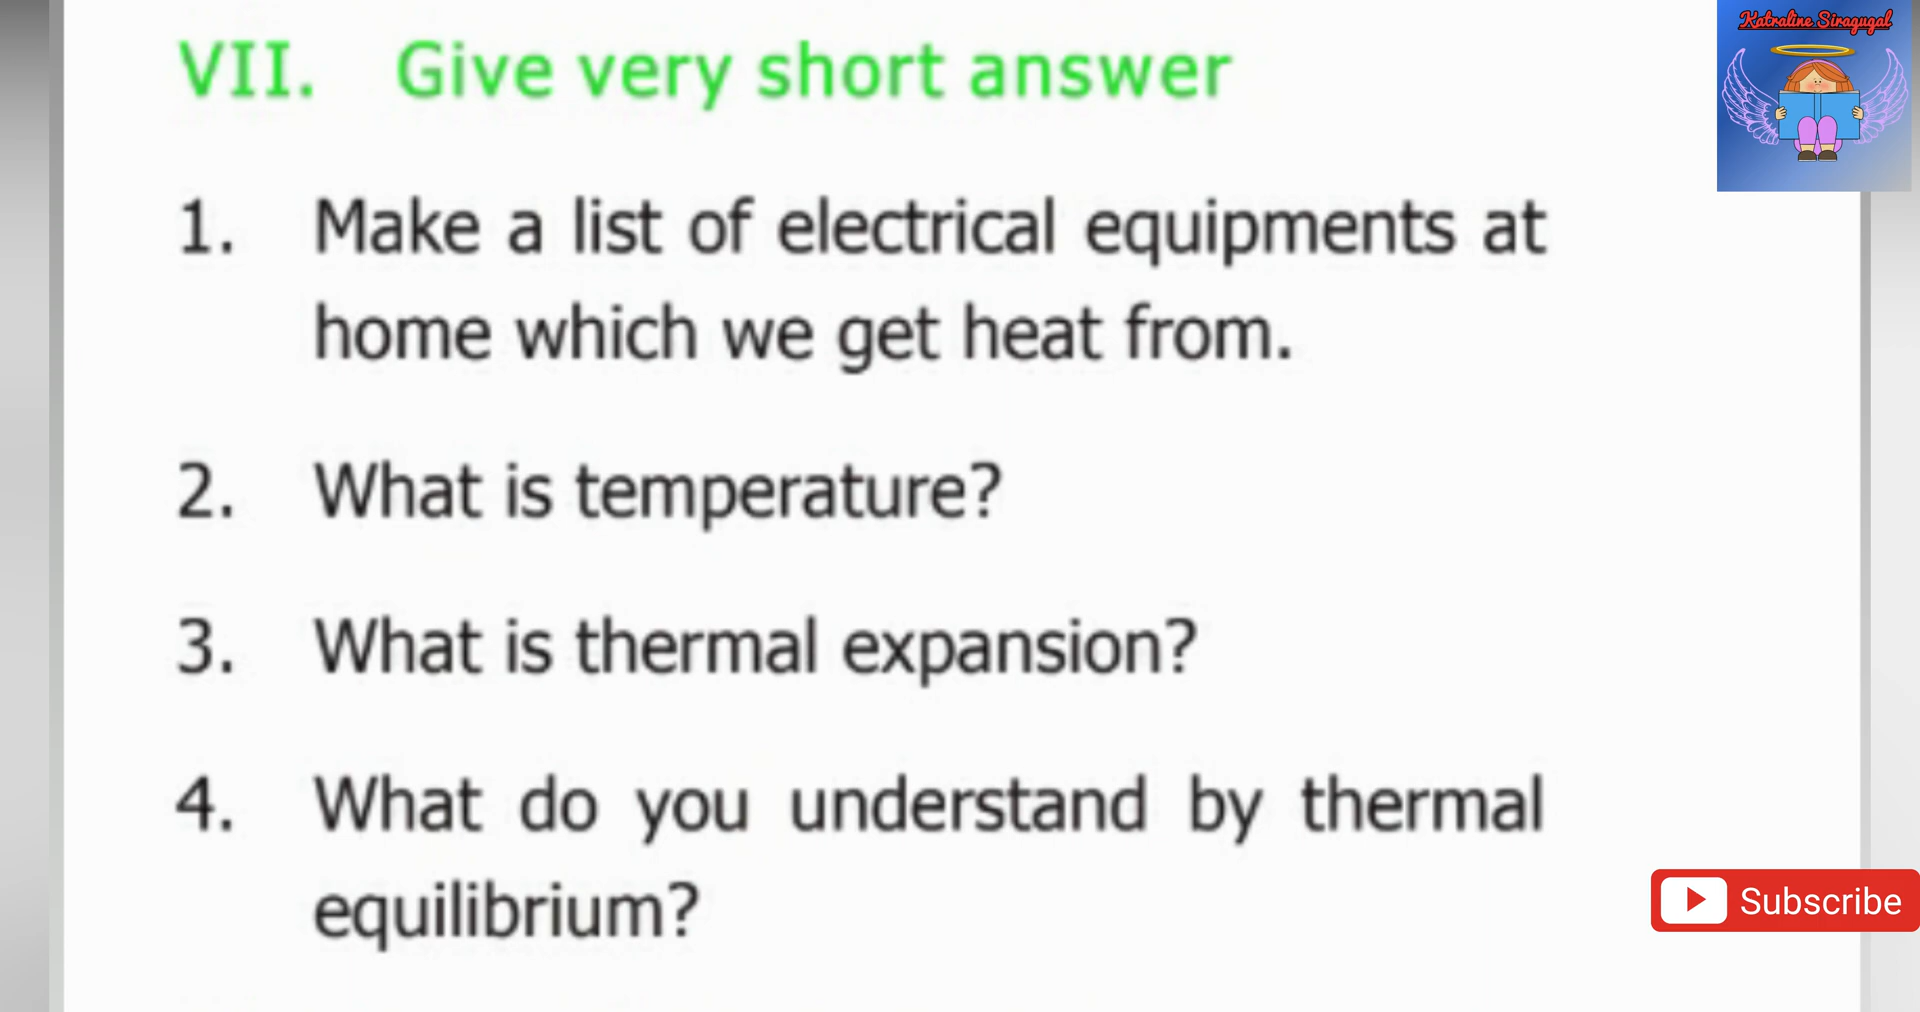 Katraline Siragugal
VII. Give very short answer
1. Make a list of electrical equipments at
home which we get heat from.
2. What is temperature?
3. What is thermal expansion?
4. What do you understand by thermal
equilibrium?
Subscribe